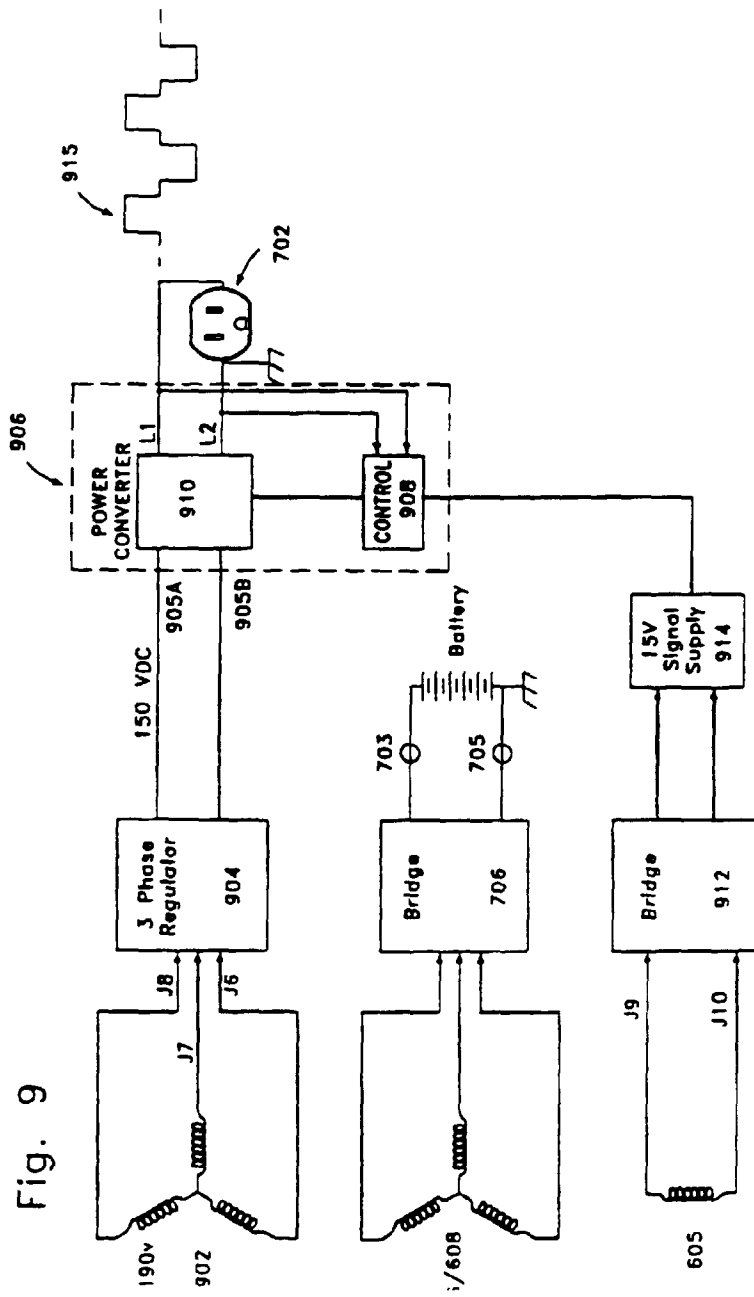 Fig. 9
190v
902
J8
J7
J6
3 Phase
Regulator
904
150 VDC
905A
905B
906
POWER
CONVERTER
910
L1
L2
CONTROL
908
702
915
/608
Bridge
706
703
705
Battery
605
J9
J10
Bridge
912
15V
Signal
Supply
914